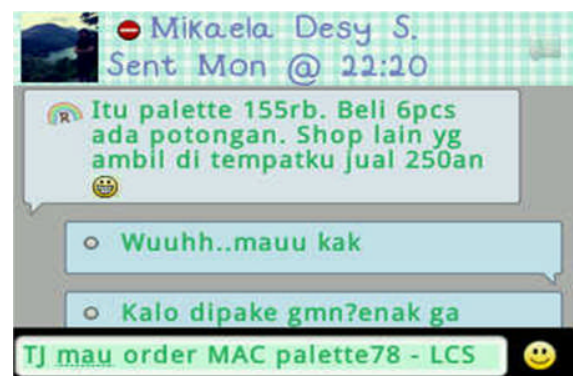 Mikaela Desy S.
Sent Mon @ 22:20
Itu palette 155rb. Beli 6pcs
ada potongan. Shop lain yg
ambil di tempatku jual 250an
Wuuhh..mauu kak
Kalo dipake gmn?enak ga
TJ mau order MAC palette78 - LCS